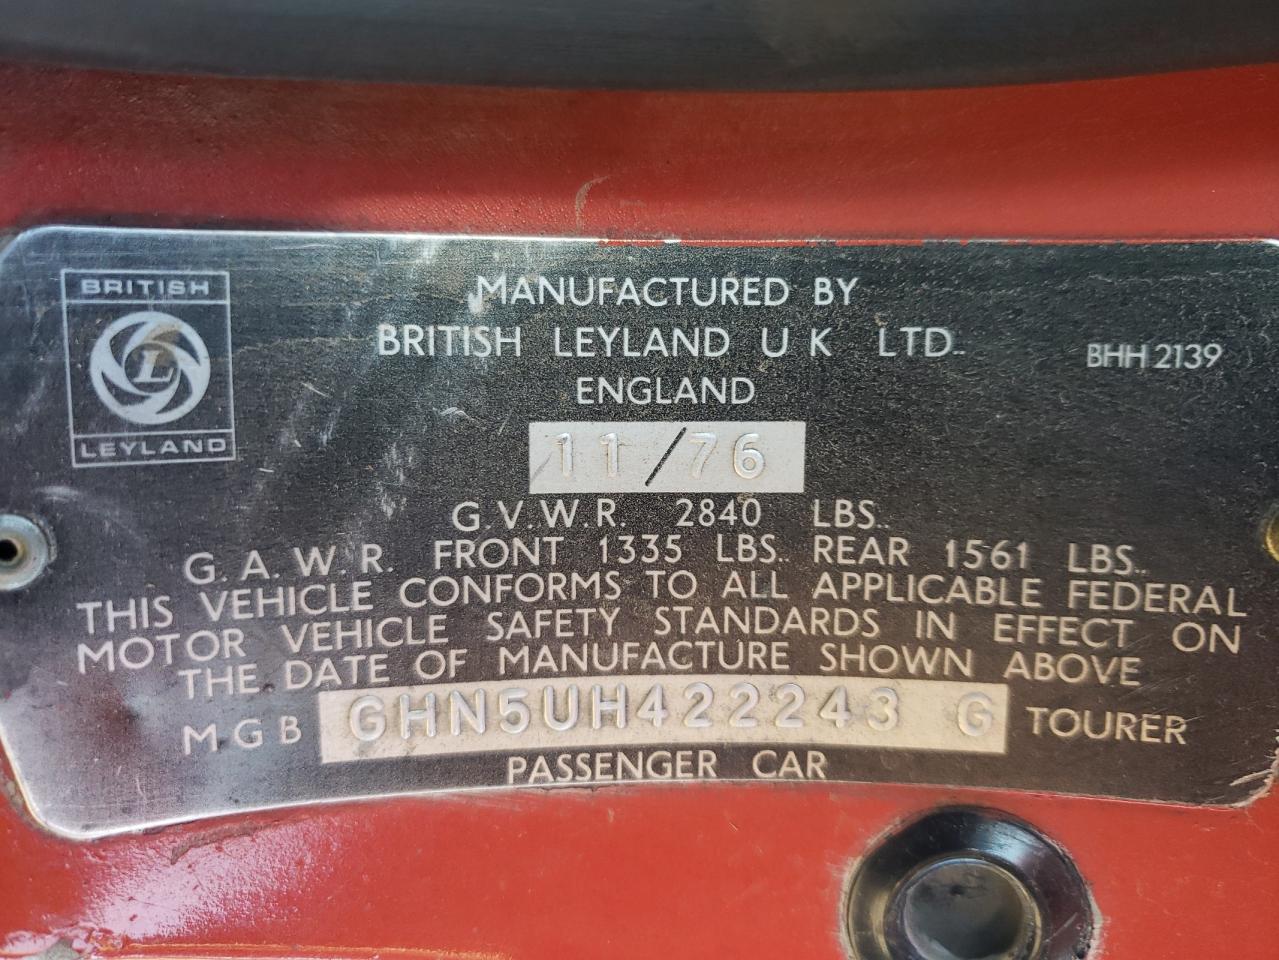 BRITISH
L
LEYLAND
MANUFACTURED BY
BRITISH LEYLAND U K LTD.
ENGLAND
BHH 2139
11/76
G.V.W.R. 2840 LBS.
G.A.W.R. FRONT 1335 LBS. REAR 1561 LBS.
THIS VEHICLE CONFORMS TO ALL APPLICABLE FEDERAL
MOTOR VEHICLE SAFETY STANDARDS IN EFFECT ON
THE DATE OF MANUFACTURE SHOWN ABOVE
M.G B GHN5UH422243 G TOURER
PASSENGER CAR